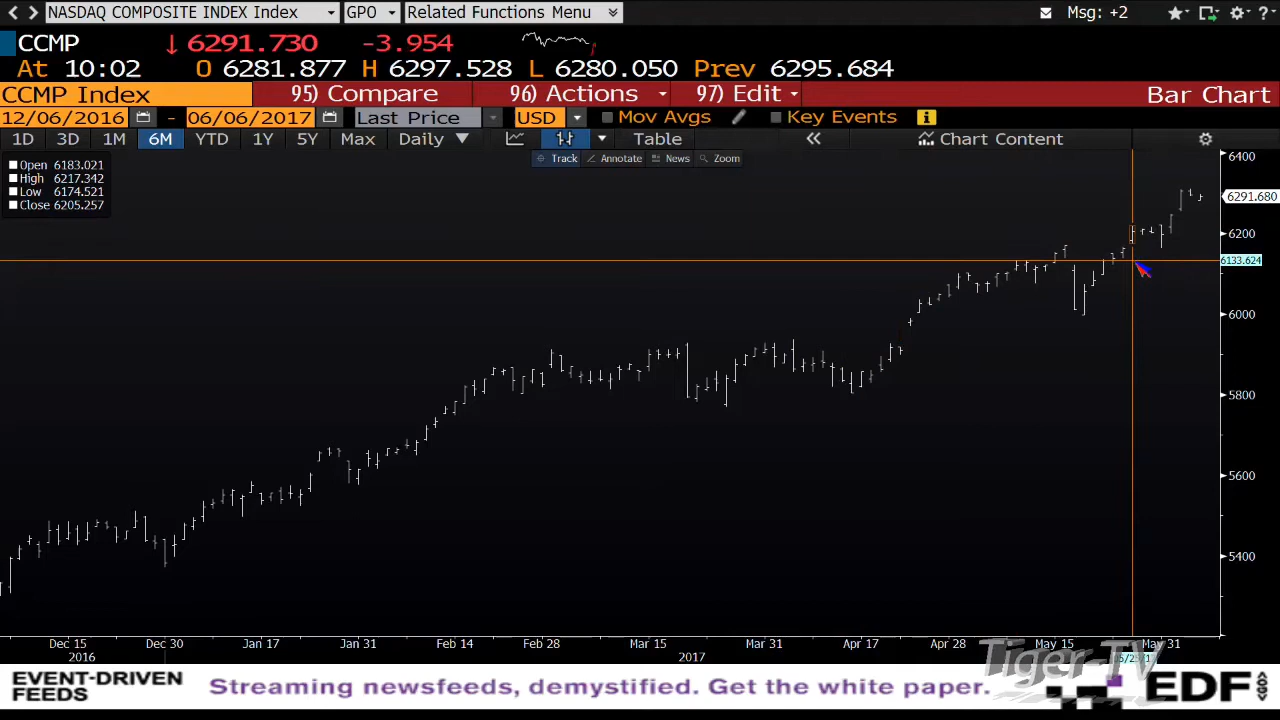 NASDAQ COMPOSITE INDEX Index GPO Related Functions Menu Msg: +2
CCMP ↓ 6291.730 -3.954
At 10:02 O 6281.877 H 6297.528 L 6280.050 Prev 6295.684
CCMP Index 95) Compare 96) Actions 97) Edit Bar Chart
12/06/2016 - 06/06/2017 Last Price USD Mov Avgs Key Events
1D 3D 1M 6M YTD 1Y 5Y Max Daily Table Chart Content
Track Annotate News Zoom
Open 6183.021
High 6217.342
Low 6174.521
Close 6205.257
6400
6291.680
6200
6133.624
6000
5800
5600
5400
Dec 15 Dec 30 Jan 17 Jan 31 Feb 14 Feb 28 Mar 15 Mar 31 Apr 17 Apr 28 May 15 May 31
2016 2017
Tiger-TV
EVENT-DRIVEN
FEEDS
Streaming newsfeeds, demystified. Get the white paper.
EDF